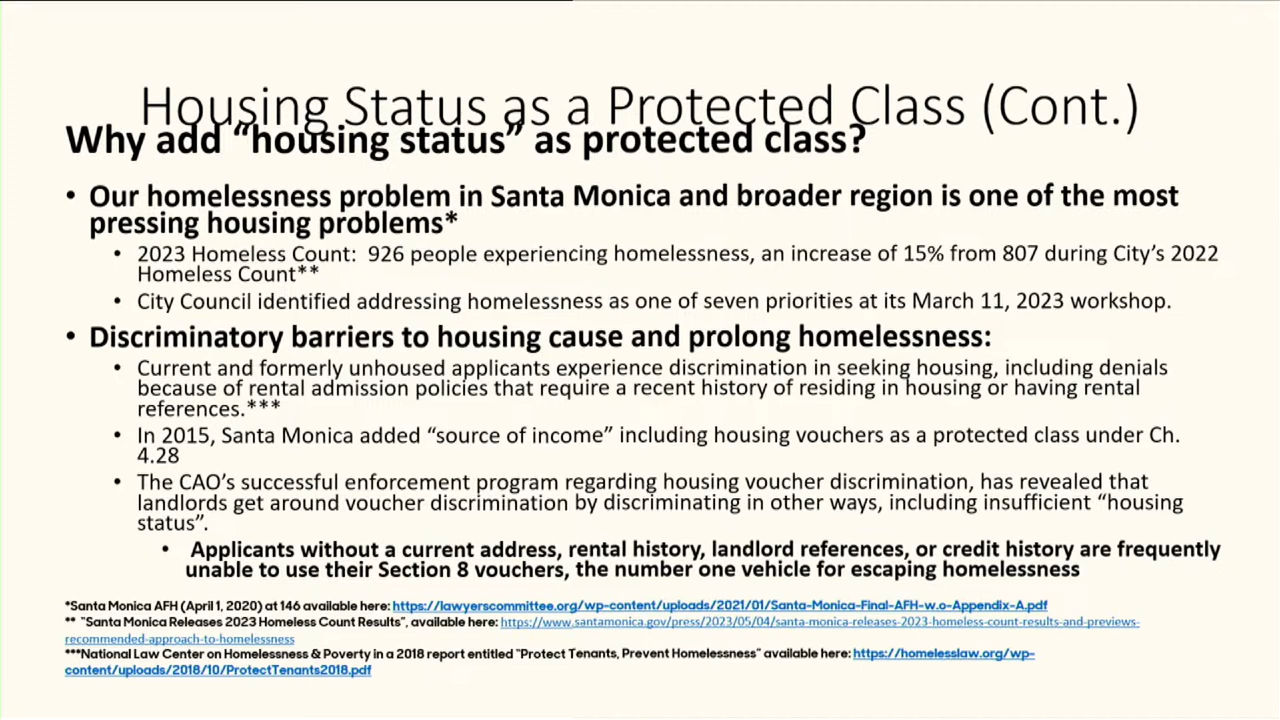 Housing Status as a Protected Class (Cont.)
Why add “housing status” as protected class?
• Our homelessness problem in Santa Monica and broader region is one of the most
pressing housing problems*
• 2023 Homeless Count:  926 people experiencing homelessness, an increase of 15% from 807 during City’s 2022
Homeless Count**
• City Council identified addressing homelessness as one of seven priorities at its March 11, 2023 workshop.
• Discriminatory barriers to housing cause and prolong homelessness:
• Current and formerly unhoused applicants experience discrimination in seeking housing, including denials
because of rental admission policies that require a recent history of residing in housing or having rental
references.***
• In 2015, Santa Monica added “source of income” including housing vouchers as a protected class under Ch.
4.28
• The CAO’s successful enforcement program regarding housing voucher discrimination, has revealed that
landlords get around voucher discrimination by discriminating in other ways, including insufficient “housing
status”.
• Applicants without a current address, rental history, landlord references, or credit history are frequently
unable to use their Section 8 vouchers, the number one vehicle for escaping homelessness
*Santa Monica AFH (April 1, 2020) at 146 available here: https://lawyerscommittee.org/wp-content/uploads/2021/01/Santa-Monica-Final-AFH-w.o-Appendix-A.pdf
** “Santa Monica Releases 2023 Homeless Count Results”, available here: https://www.santamonica.gov/press/2023/05/04/santa-monica-releases-2023-homeless-count-results-and-previews-
recommended-approach-to-homelessness
***National Law Center on Homelessness & Poverty in a 2018 report entitled “Protect Tenants, Prevent Homelessness” available here: https://homelesslaw.org/wp-
content/uploads/2018/10/ProtectTenants2018.pdf